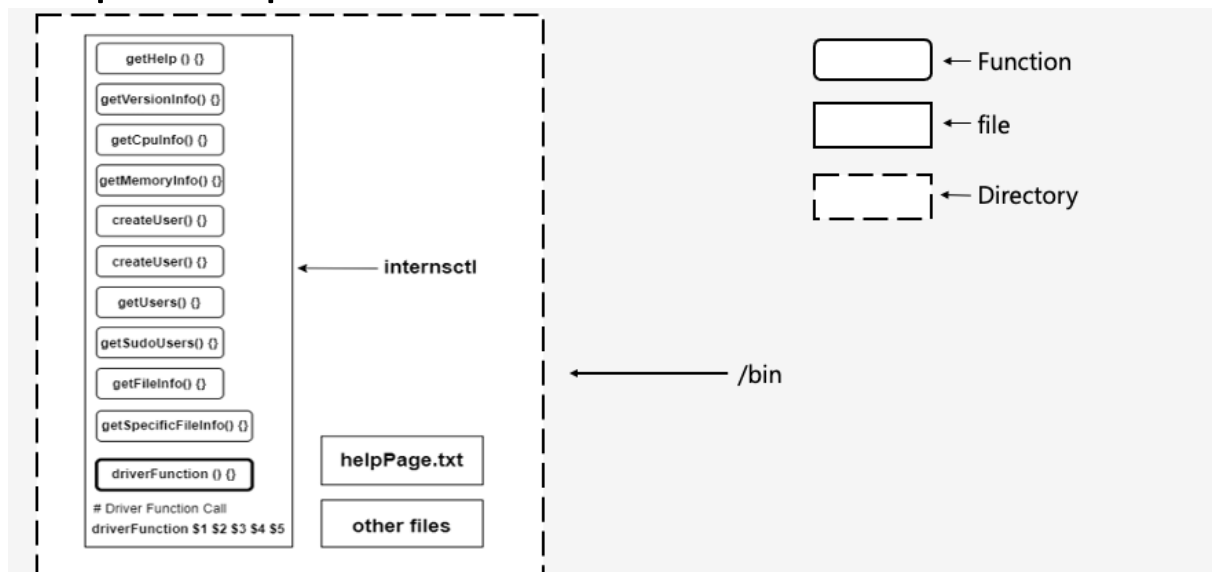 getHelp () {}
getVersionInfo() {}
getCpuInfo() {}
getMemoryInfo() {}
createUser() {}
createUser() {}
getUsers() {}
getSudoUsers() {}
getFileInfo() {}
getSpecificFileInfo() {}
driverFunction () {}
# Driver Function Call
driverFunction $1 $2 $3 $4 $5
internsctl
helpPage.txt
other files
/bin
Function
file
Directory